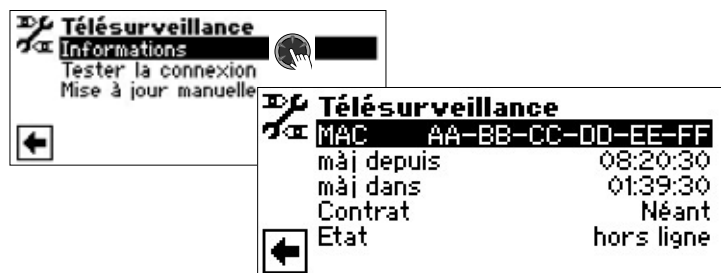 Télésurveillance
Informations
Tester la connexion
Mise à jour manuelle
Télésurveillance
MAC AA-BB-CC-DD-EE-FF
màj depuis 08:20:30
màj dans 01:39:30
Contrat Néant
Etat hors ligne